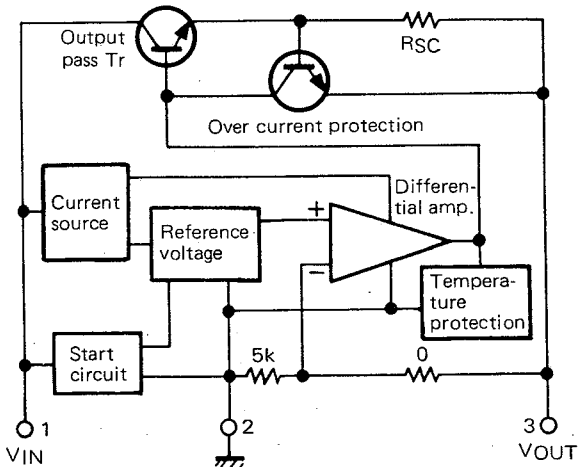 Output
pass Tr
RSC
Over current protection
Current
source
Reference
voltage
+
−
Differen-
tial amp.
Tempera-
ture
protection
Start
circuit
5k
0
1
VIN
2
3
VOUT